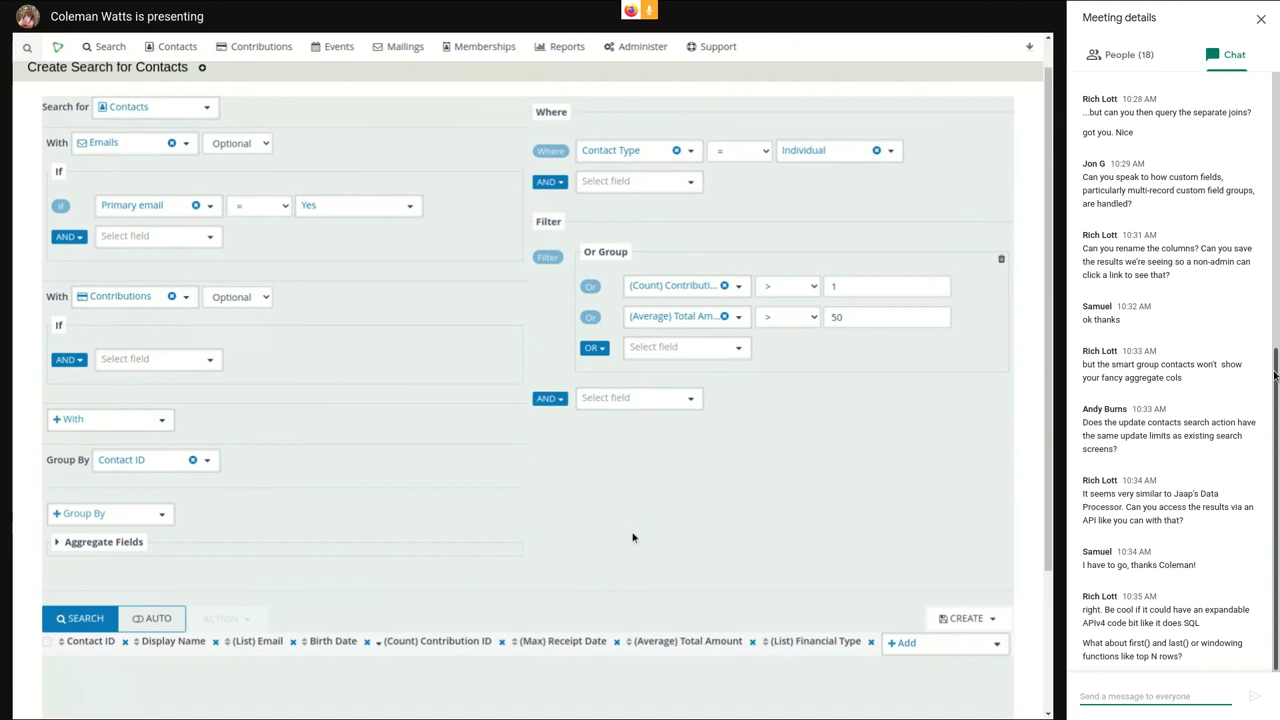 Coleman Watts is presenting
Search Contacts Contributions Events Mailings Memberships Reports Administer Support
Create Search for Contacts
Search for Contacts
With Emails Optional
If
If Primary email = Yes
AND Select field
With Contributions Optional
If
AND Select field
+ With
Group By Contact ID
+ Group By
Aggregate Fields
Where
Where Contact Type = Individual
AND Select field
Filter
Filter Or Group
Or (Count) Contributi... > 1
Or (Average) Total Am... > 50
OR Select field
AND Select field
SEARCH AUTO ACTION CREATE
Contact ID Display Name (List) Email Birth Date (Count) Contribution ID (Max) Receipt Date (Average) Total Amount (List) Financial Type + Add
Meeting details
People (18) Chat
Rich Lott 10:28 AM
...but can you then query the separate joins?
got you. Nice
Jon G 10:29 AM
Can you speak to how custom fields,
particularly multi-record custom field groups,
are handled?
Rich Lott 10:31 AM
Can you rename the columns? Can you save
the results we're seeing so a non-admin can
click a link to see that?
Samuel 10:32 AM
ok thanks
Rich Lott 10:33 AM
but the smart group contacts won't show
your fancy aggregate cols
Andy Burns 10:33 AM
Does the update contacts search action have
the same update limits as existing search
screens?
Rich Lott 10:34 AM
It seems very similar to Jaap's Data
Processor. Can you access the results via an
API like you can with that?
Samuel 10:34 AM
I have to go, thanks Coleman!
Rich Lott 10:35 AM
right. Be cool if it could have an expandable
APIv4 code bit like it does SQL
What about first() and last() or windowing
functions like top N rows?
Send a message to everyone